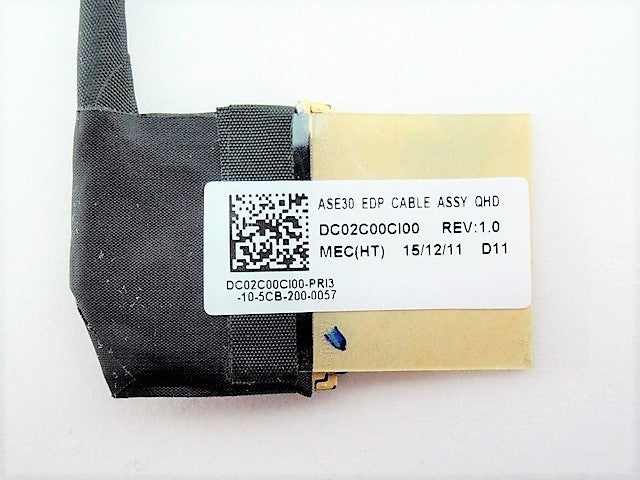 ASE30 EDP CABLE ASSY QHD
DC02C00CI00 REV:1.0
MEC(HT) 15/12/11 D11
DC02C00CI00-PRI3
-10-5CB-200-0057